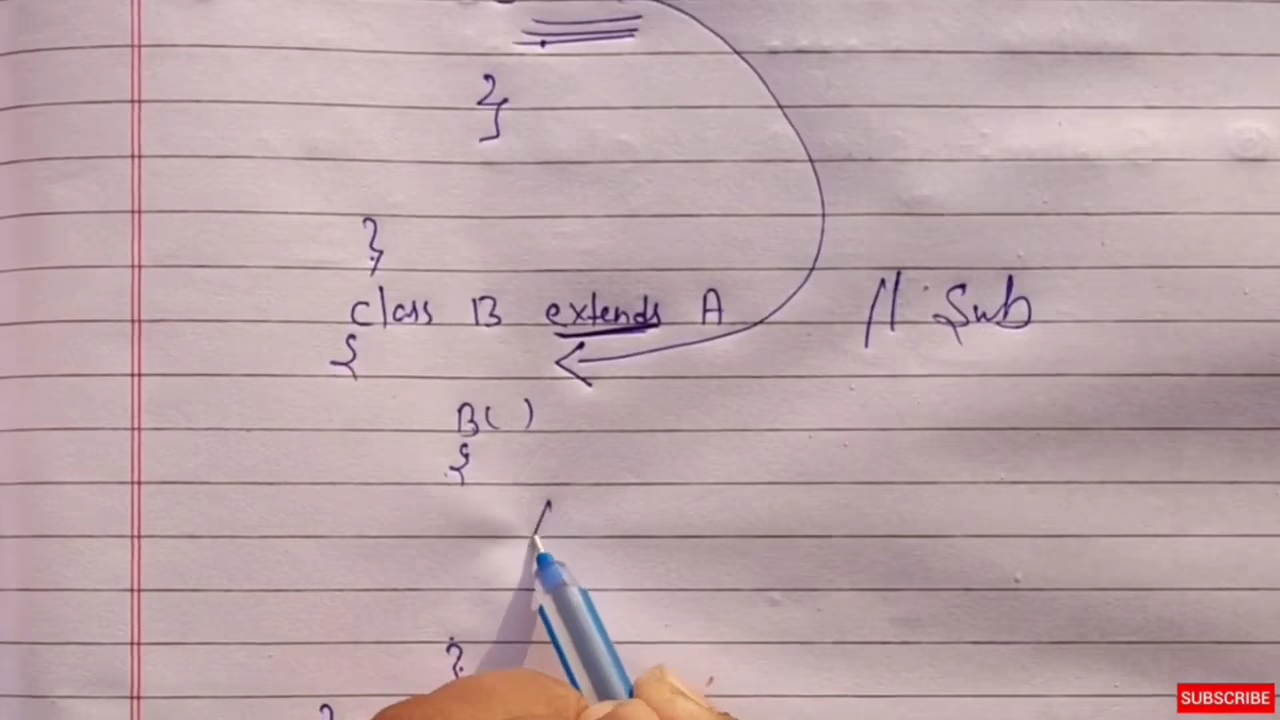 }
}
class B extends A // Sub
{
B( )
{
}
}
SUBSCRIBE